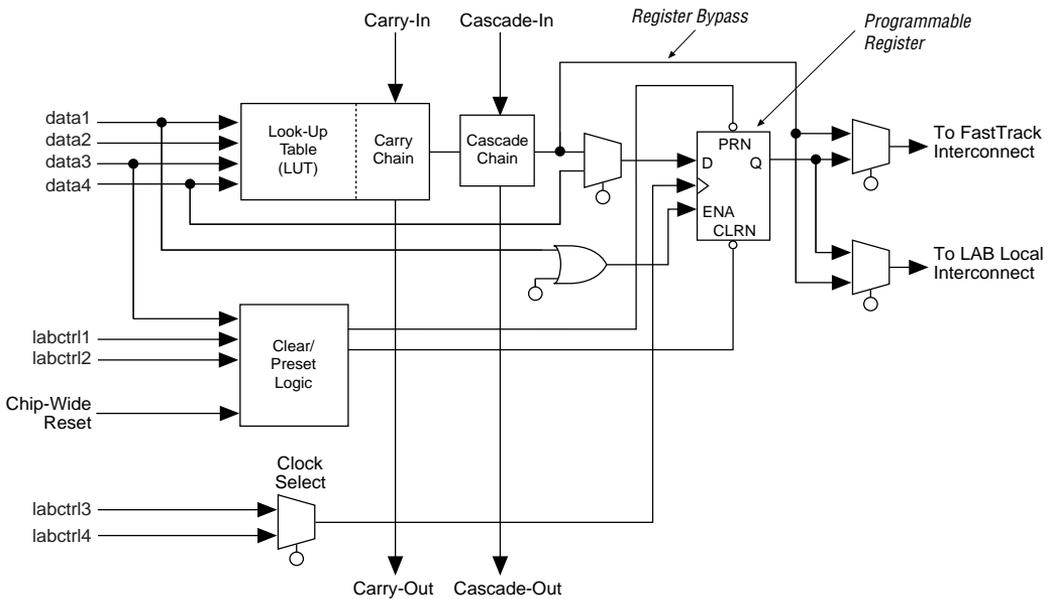 Carry-In
Cascade-In
Register Bypass
Programmable
Register
data1
data2
data3
data4
Look-Up
Table
(LUT)
Carry
Chain
Cascade
Chain
PRN
D
Q
ENA
CLRN
To FastTrack
Interconnect
To LAB Local
Interconnect
labctrl1
labctrl2
Chip-Wide
Reset
Clear/
Preset
Logic
Clock
Select
labctrl3
labctrl4
Carry-Out
Cascade-Out